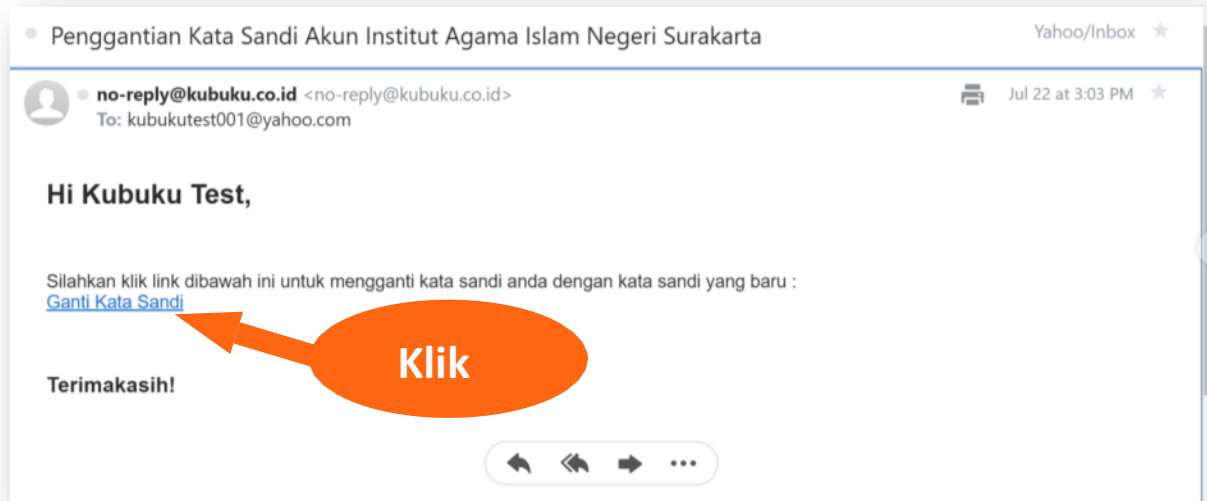 Penggantian Kata Sandi Akun Institut Agama Islam Negeri Surakarta
Yahoo/Inbox
no-reply@kubuku.co.id <no-reply@kubuku.co.id>
Jul 22 at 3:03 PM
To: kubukutest001@yahoo.com
Hi Kubuku Test,
Silahkan klik link dibawah ini untuk mengganti kata sandi anda dengan kata sandi yang baru :
Ganti Kata Sandi
Klik
Terimakasih!